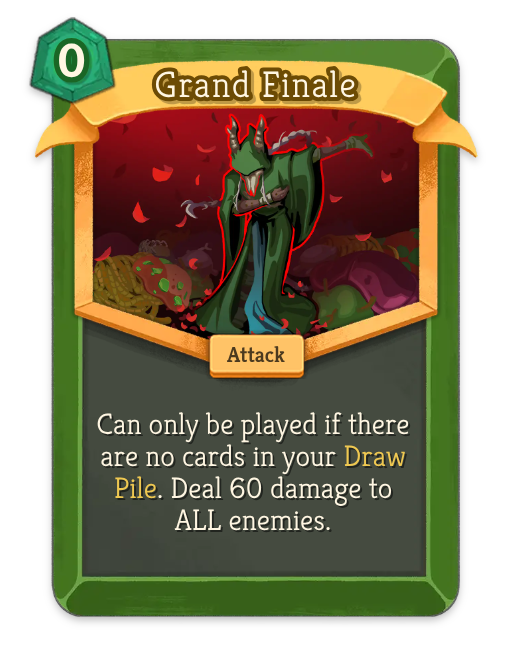 0
Grand Finale
Attack
Can only be played if there
are no cards in your Draw
Pile. Deal 60 damage to
ALL enemies.